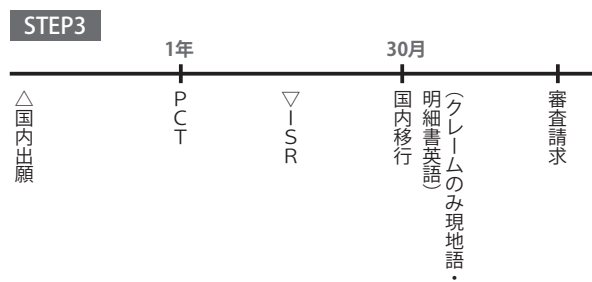 STEP3
1年
30月
△国内出願
PCT
▽ISR
国内移行
(クレームのみ現地語・
明細書英語)
審査請求